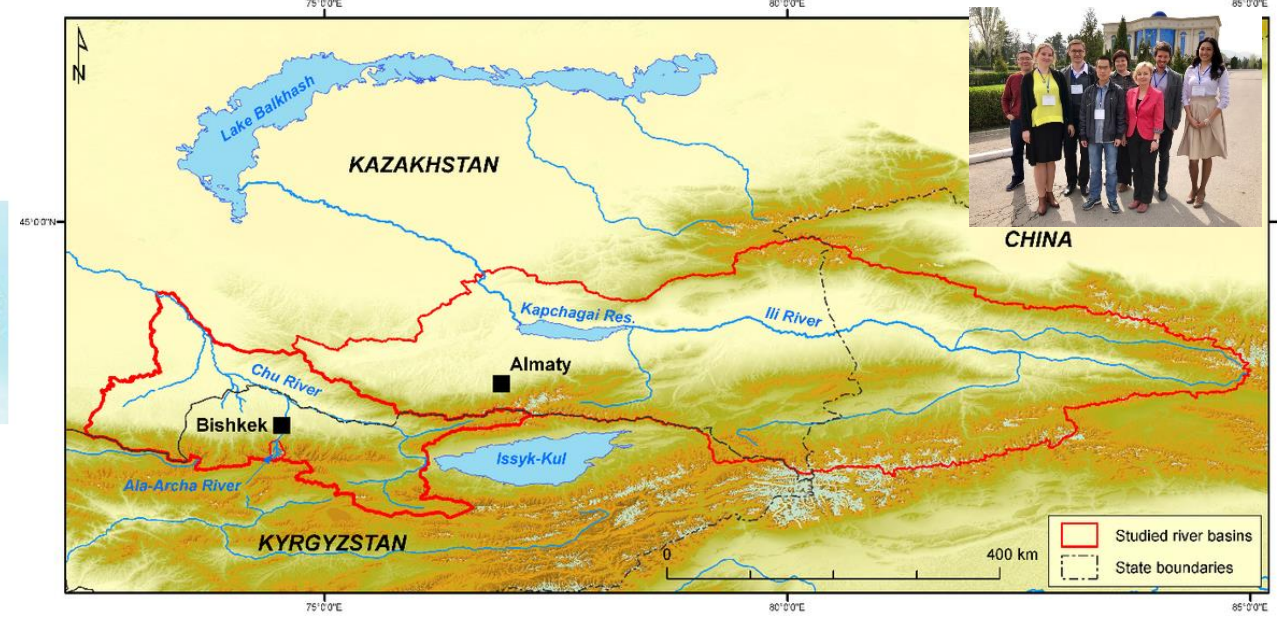 75°0'0"E
80°0'0"E
85°0'0"E
N
Lake Balkhash
KAZAKHSTAN
45°0'0"N
CHINA
Kapchagai Res.
Ili River
Almaty
Chu River
Bishkek
Issyk-Kul
Ala-Archa River
KYRGYZSTAN
0
400 km
Studied river basins
State boundaries
75°0'0"E
80°0'0"E
85°0'0"E